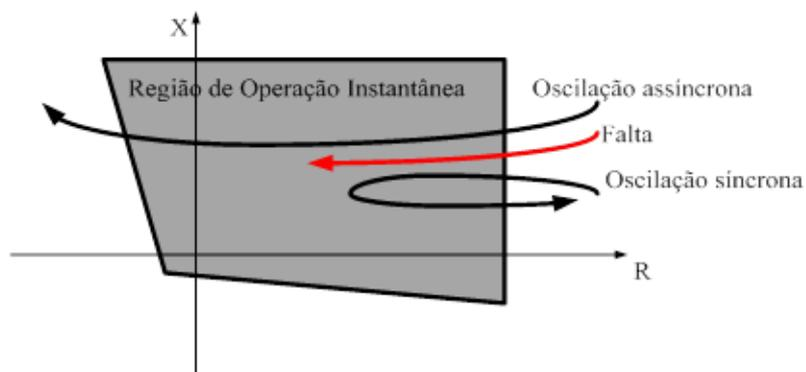 X
Região de Operação Instantânea
Oscilação assíncrona
Falta
Oscilação síncrona
R